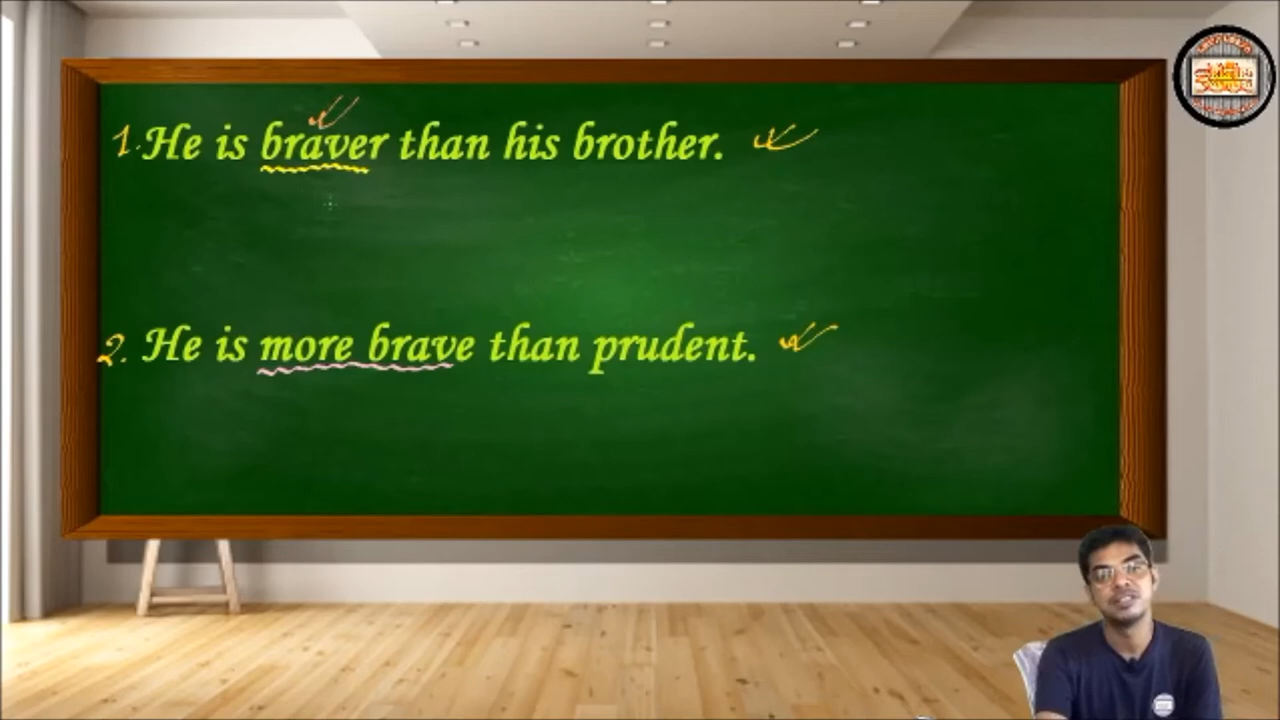 1. He is braver than his brother.
2. He is more brave than prudent.